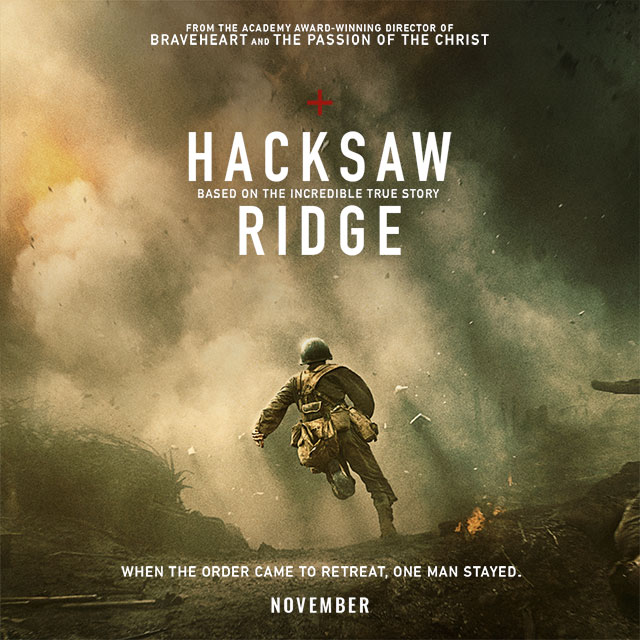 FROM THE ACADEMY AWARD-WINNING DIRECTOR OF
BRAVEHEART AND THE PASSION OF THE CHRIST
HACKSAW
BASED ON THE INCREDIBLE TRUE STORY
RIDGE
WHEN THE ORDER CAME TO RETREAT, ONE MAN STAYED.
NOVEMBER